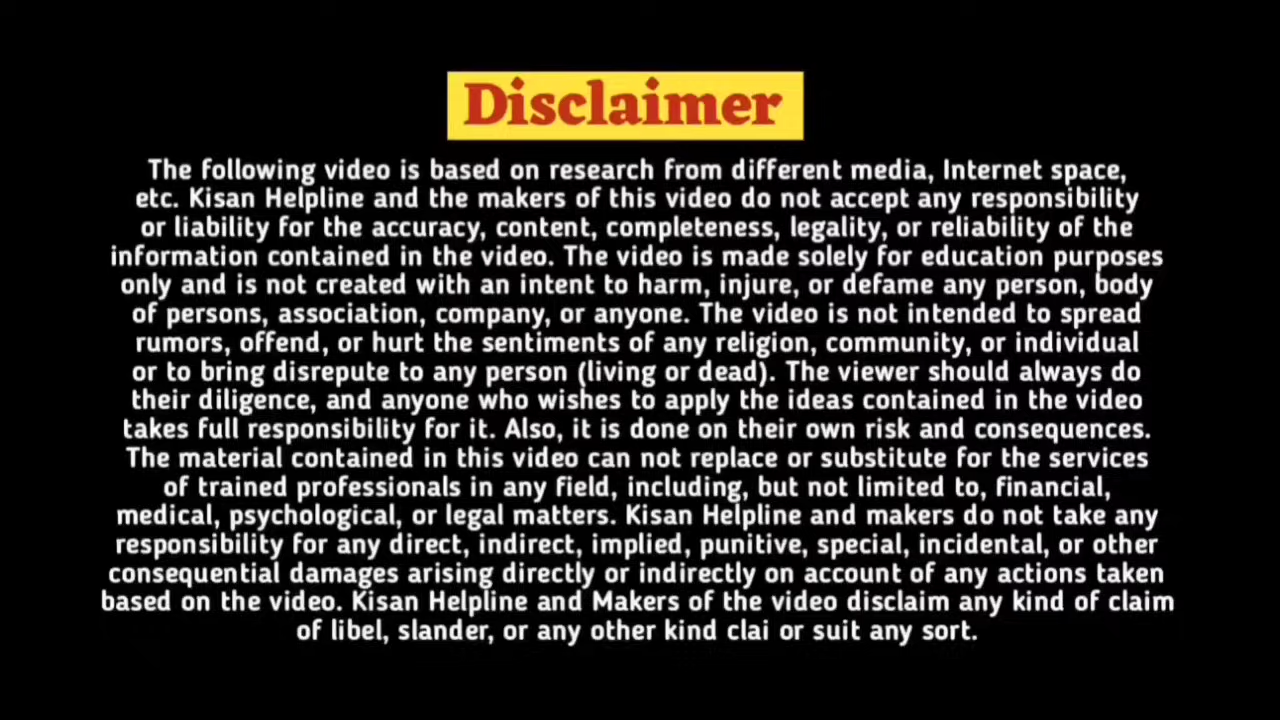 Disclaimer
The following video is based on research from different media, Internet space,
etc. Kisan Helpline and the makers of this video do not accept any responsibility
or liability for the accuracy, content, completeness, legality, or reliability of the
information contained in the video. The video is made solely for education purposes
only and is not created with an intent to harm, injure, or defame any person, body
of persons, association, company, or anyone. The video is not intended to spread
rumors, offend, or hurt the sentiments of any religion, community, or individual
or to bring disrepute to any person (living or dead). The viewer should always do
their diligence, and anyone who wishes to apply the ideas contained in the video
takes full responsibility for it. Also, it is done on their own risk and consequences.
The material contained in this video can not replace or substitute for the services
of trained professionals in any field, including, but not limited to, financial,
medical, psychological, or legal matters. Kisan Helpline and makers do not take any
responsibility for any direct, indirect, implied, punitive, special, incidental, or other
consequential damages arising directly or indirectly on account of any actions taken
based on the video. Kisan Helpline and Makers of the video disclaim any kind of claim
of libel, slander, or any other kind clai or suit any sort.